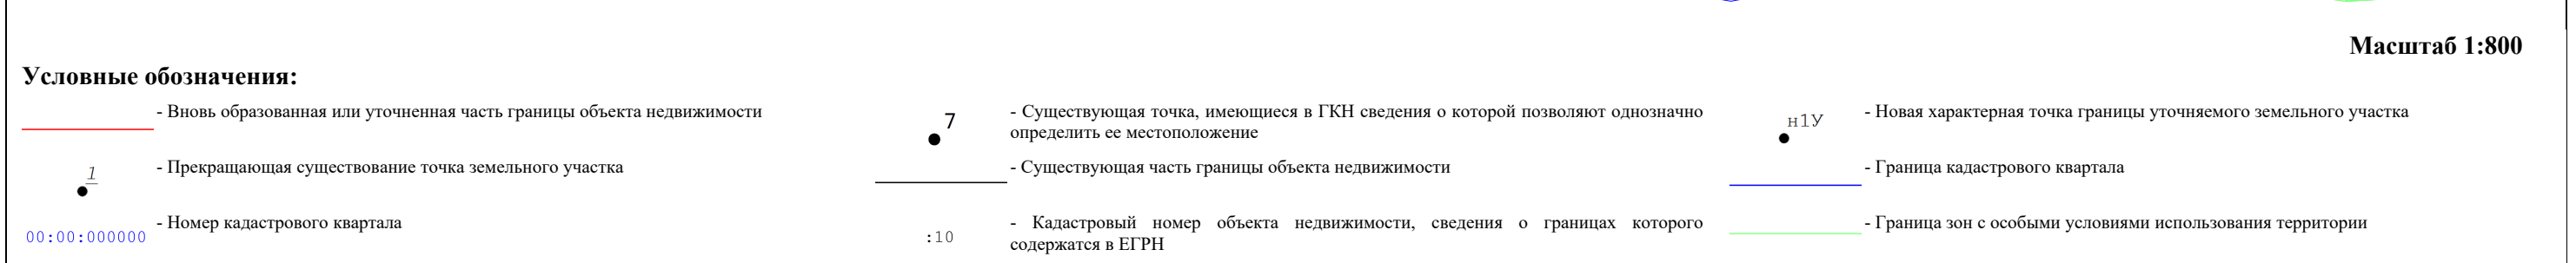 Масштаб 1:800
Условные обозначения:
- Вновь образованная или уточненная часть границы объекта недвижимости
7
- Существующая точка, имеющиеся в ГКН сведения о которой позволяют однозначно
определить ее местоположение
н1У
- Новая характерная точка границы уточняемого земельного участка
1
- Прекращающая существование точка земельного участка
- Существующая часть границы объекта недвижимости
- Граница кадастрового квартала
00:00:000000
- Номер кадастрового квартала
:10
- Кадастровый номер объекта недвижимости, сведения о границах которого
содержатся в ЕГРН
- Граница зон с особыми условиями использования территории